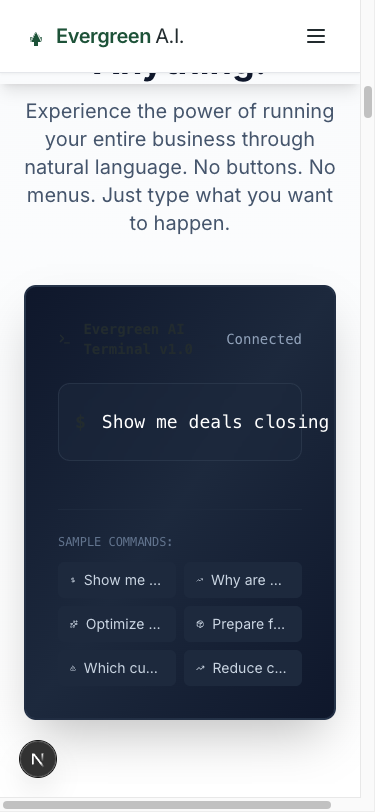 Evergreen A.I.
Anything.
Experience the power of running
your entire business through
natural language. No buttons. No
menus. Just type what you want
to happen.
Evergreen AI
Terminal v1.0
Connected
$ Show me deals closing
SAMPLE COMMANDS:
Show me ...
Why are ...
Optimize ...
Prepare f...
Which cu...
Reduce c...
N